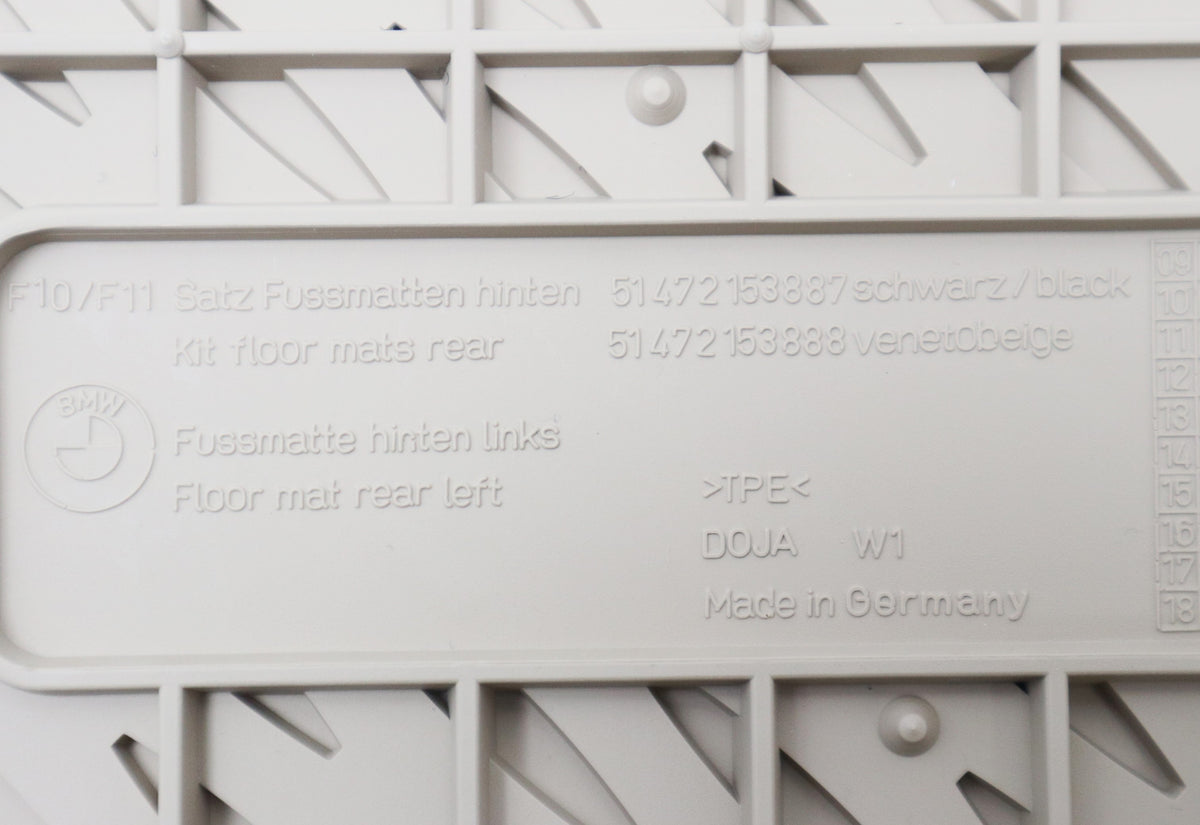 F10/F11 Satz Fussmatten hinten 51472153887 schwarz/black
Kit floor mats rear 51472153888 venetobeige
BMW
Fussmatte hinten links
Floor mat rear left
>TPE<
DOJA W1
Made in Germany
09
10
11
12
13
14
15
16
17
18